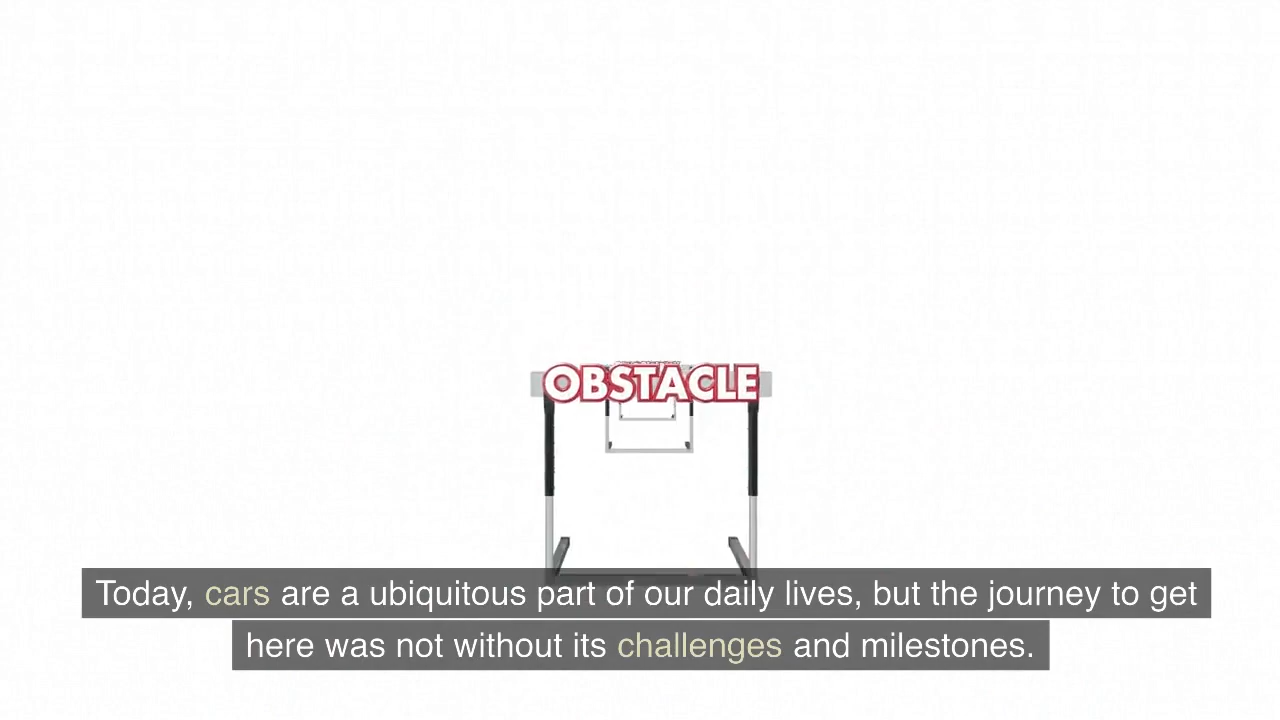 OBSTACLE
Today, cars are a ubiquitous part of our daily lives, but the journey to get
here was not without its challenges and milestones.